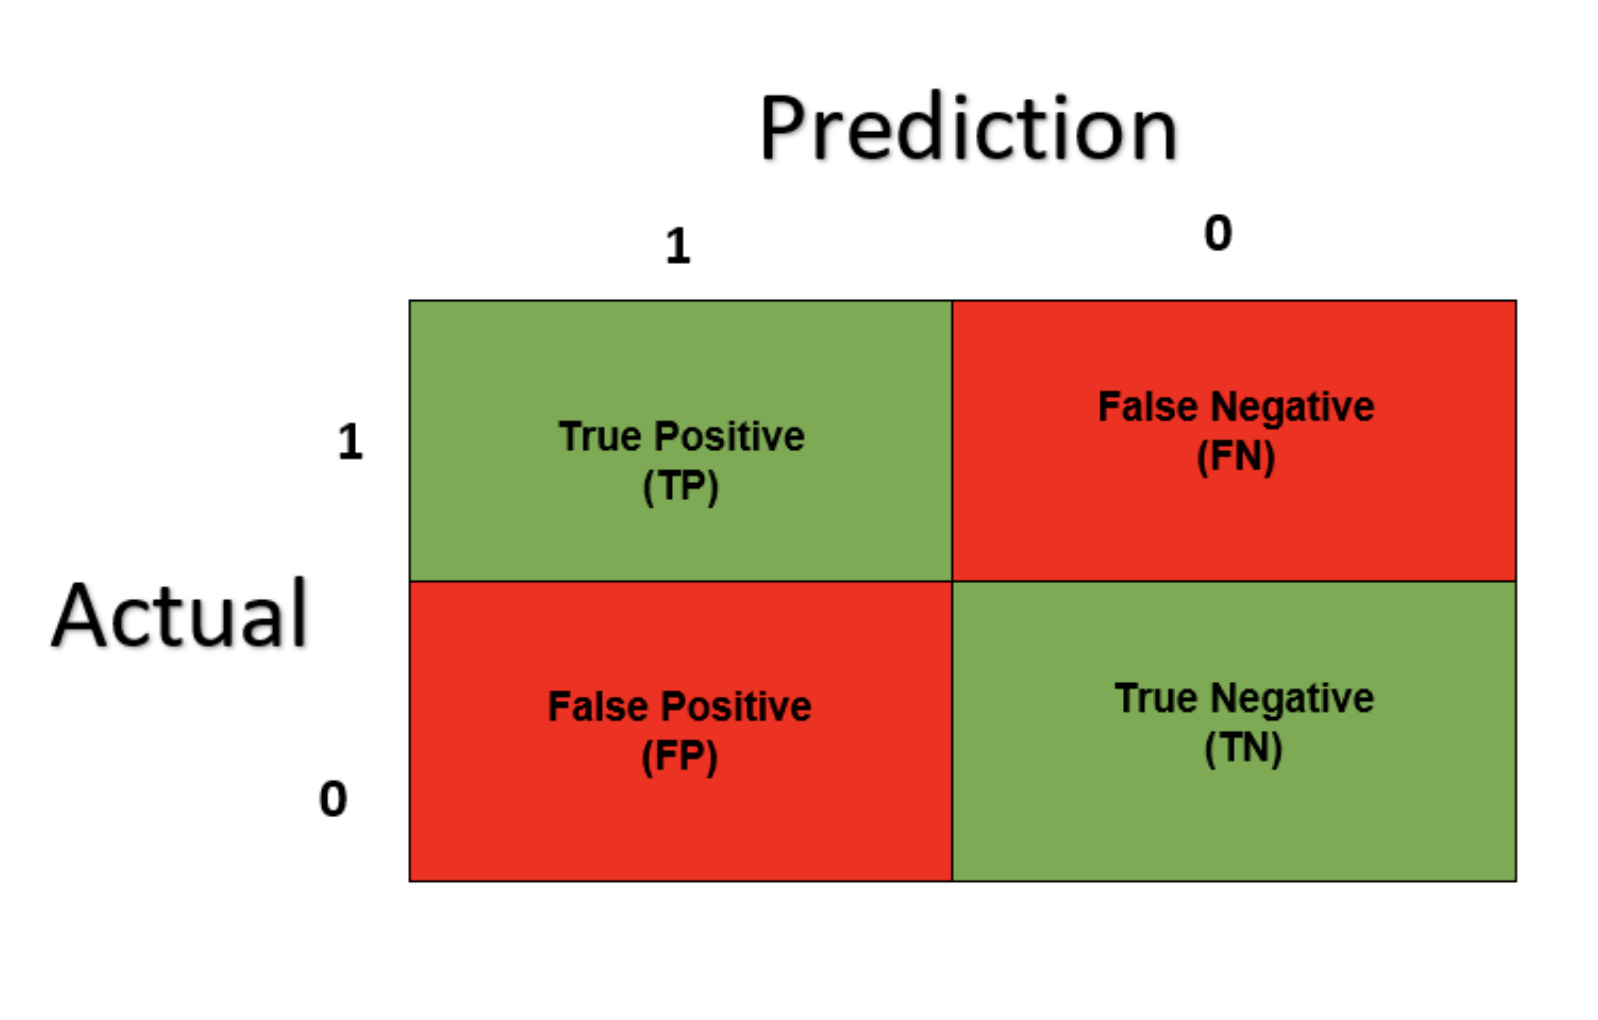 Prediction
1
0
1
True Positive
(TP)
False Negative
(FN)
Actual
0
False Positive
(FP)
True Negative
(TN)